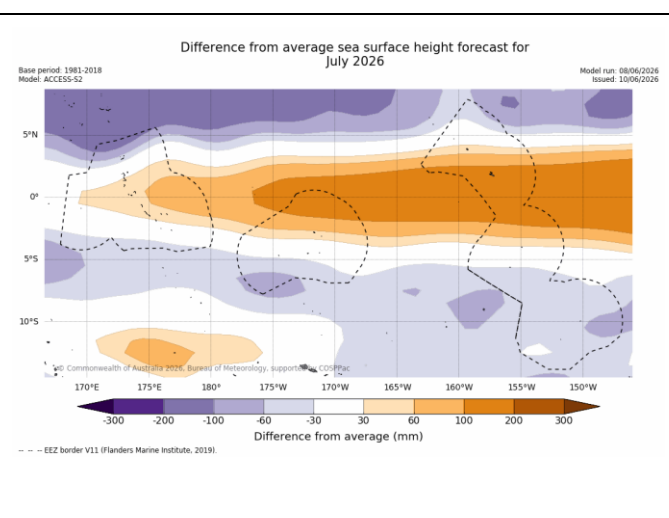 Difference from average sea surface height forecast for
July 2026
Base period: 1981-2018
Model: ACCESS-S2
Model run: 08/06/2026
Issued: 10/06/2026
5°N
0°
5°S
10°S
© Commonwealth of Australia 2026, Bureau of Meteorology, supported by COSPPac
170°E 175°E 180° 175°W 170°W 165°W 160°W 155°W 150°W
-300 -200 -100 -60 -30 30 60 100 200 300
Difference from average (mm)
EEZ border V11 (Flanders Marine Institute, 2019).